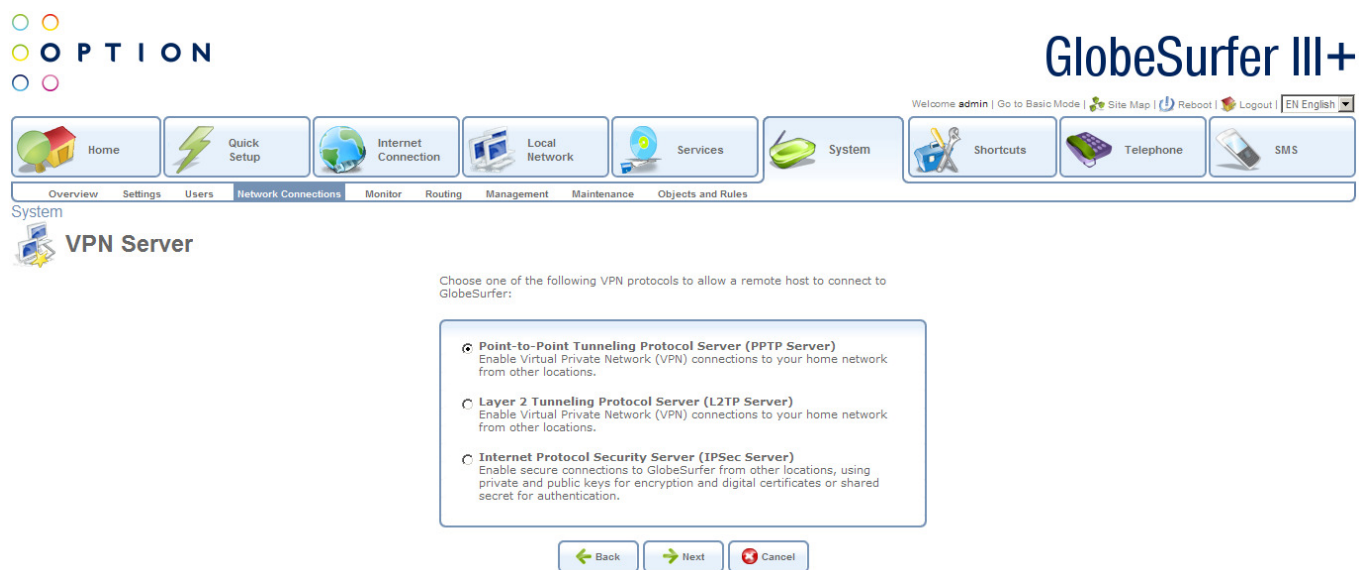 OPTION
GlobeSurfer III+
Welcome admin | Go to Basic Mode | Site Map | Reboot | Logout | EN English
Home
Quick
Setup
Internet
Connection
Local
Network
Services
System
Shortcuts
Telephone
SMS
Overview Settings Users Network Connections Monitor Routing Management Maintenance Objects and Rules
System
VPN Server
Choose one of the following VPN protocols to allow a remote host to connect to
GlobeSurfer:
Point-to-Point Tunneling Protocol Server (PPTP Server)
Enable Virtual Private Network (VPN) connections to your home network
from other locations.
Layer 2 Tunneling Protocol Server (L2TP Server)
Enable Virtual Private Network (VPN) connections to your home network
from other locations.
Internet Protocol Security Server (IPSec Server)
Enable secure connections to GlobeSurfer from other locations, using
private and public keys for encryption and digital certificates or shared
secret for authentication.
Back Next Cancel